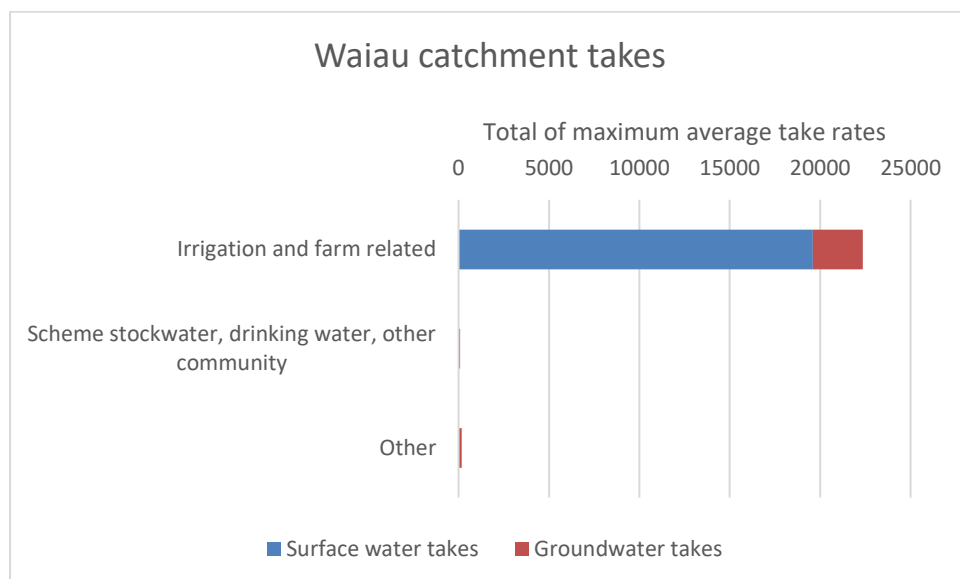 Waiau catchment takes
Total of maximum average take rates
0 5000 10000 15000 20000 25000
Irrigation and farm related
Scheme stockwater, drinking water, other
community
Other
Surface water takes Groundwater takes